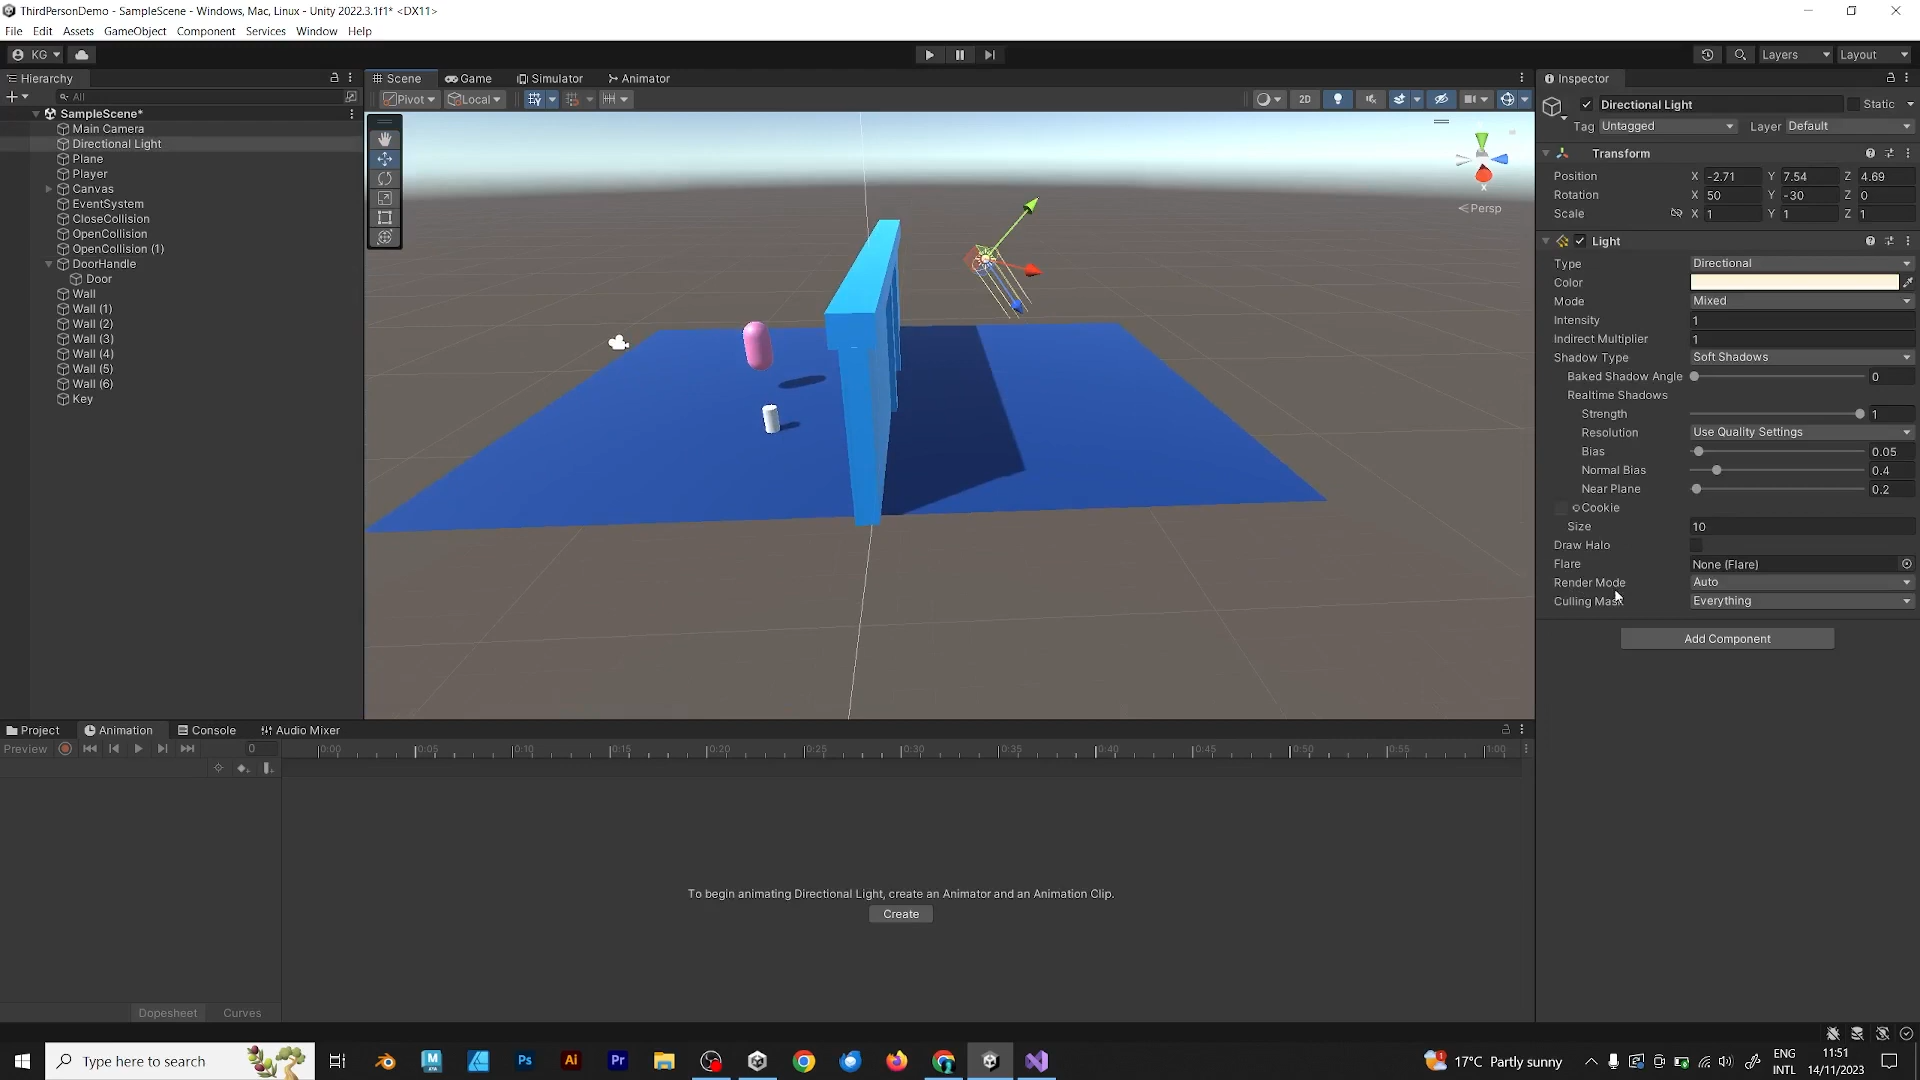 ThirdPersonDemo - SampleScene - Windows, Mac, Linux - Unity 2022.3.1f1* <DX11>
File Edit Assets GameObject Component Services Window Help
KG Layers Layout
Hierarchy Scene Game Simulator Animator Inspector
All Pivot Local 2D
Directional Light Static
Tag Untagged Layer Default
SampleScene*
Main Camera
Directional Light
Plane
Player
Canvas
EventSystem
CloseCollision
OpenCollision
OpenCollision (1)
DoorHandle
Door
Wall
Wall (1)
Wall (2)
Wall (3)
Wall (4)
Wall (5)
Wall (6)
Key
x
Persp
Transform
Position X -2.71 Y 7.54 Z 4.69
Rotation X 50 Y -30 Z 0
Scale X 1 Y 1 Z 1
Light
Type Directional
Color
Mode Mixed
Intensity 1
Indirect Multiplier 1
Shadow Type Soft Shadows
Baked Shadow Angle 0
Realtime Shadows
Strength 1
Resolution Use Quality Settings
Bias 0.05
Normal Bias 0.4
Near Plane 0.2
Cookie
Size 10
Draw Halo
Flare None (Flare)
Render Mode Auto
Culling Mask Everything
Add Component
Project Animation Console Audio Mixer
Preview 0 0:00 0:05 0:10 0:15 0:20 0:25 0:30 0:35 0:40 0:45 0:50 0:55 1:00
To begin animating Directional Light, create an Animator and an Animation Clip.
Create
Dopesheet Curves
Type here to search
M
Ps Ai Pr
17°C Partly sunny
ENG
INTL
11:51
14/11/2023